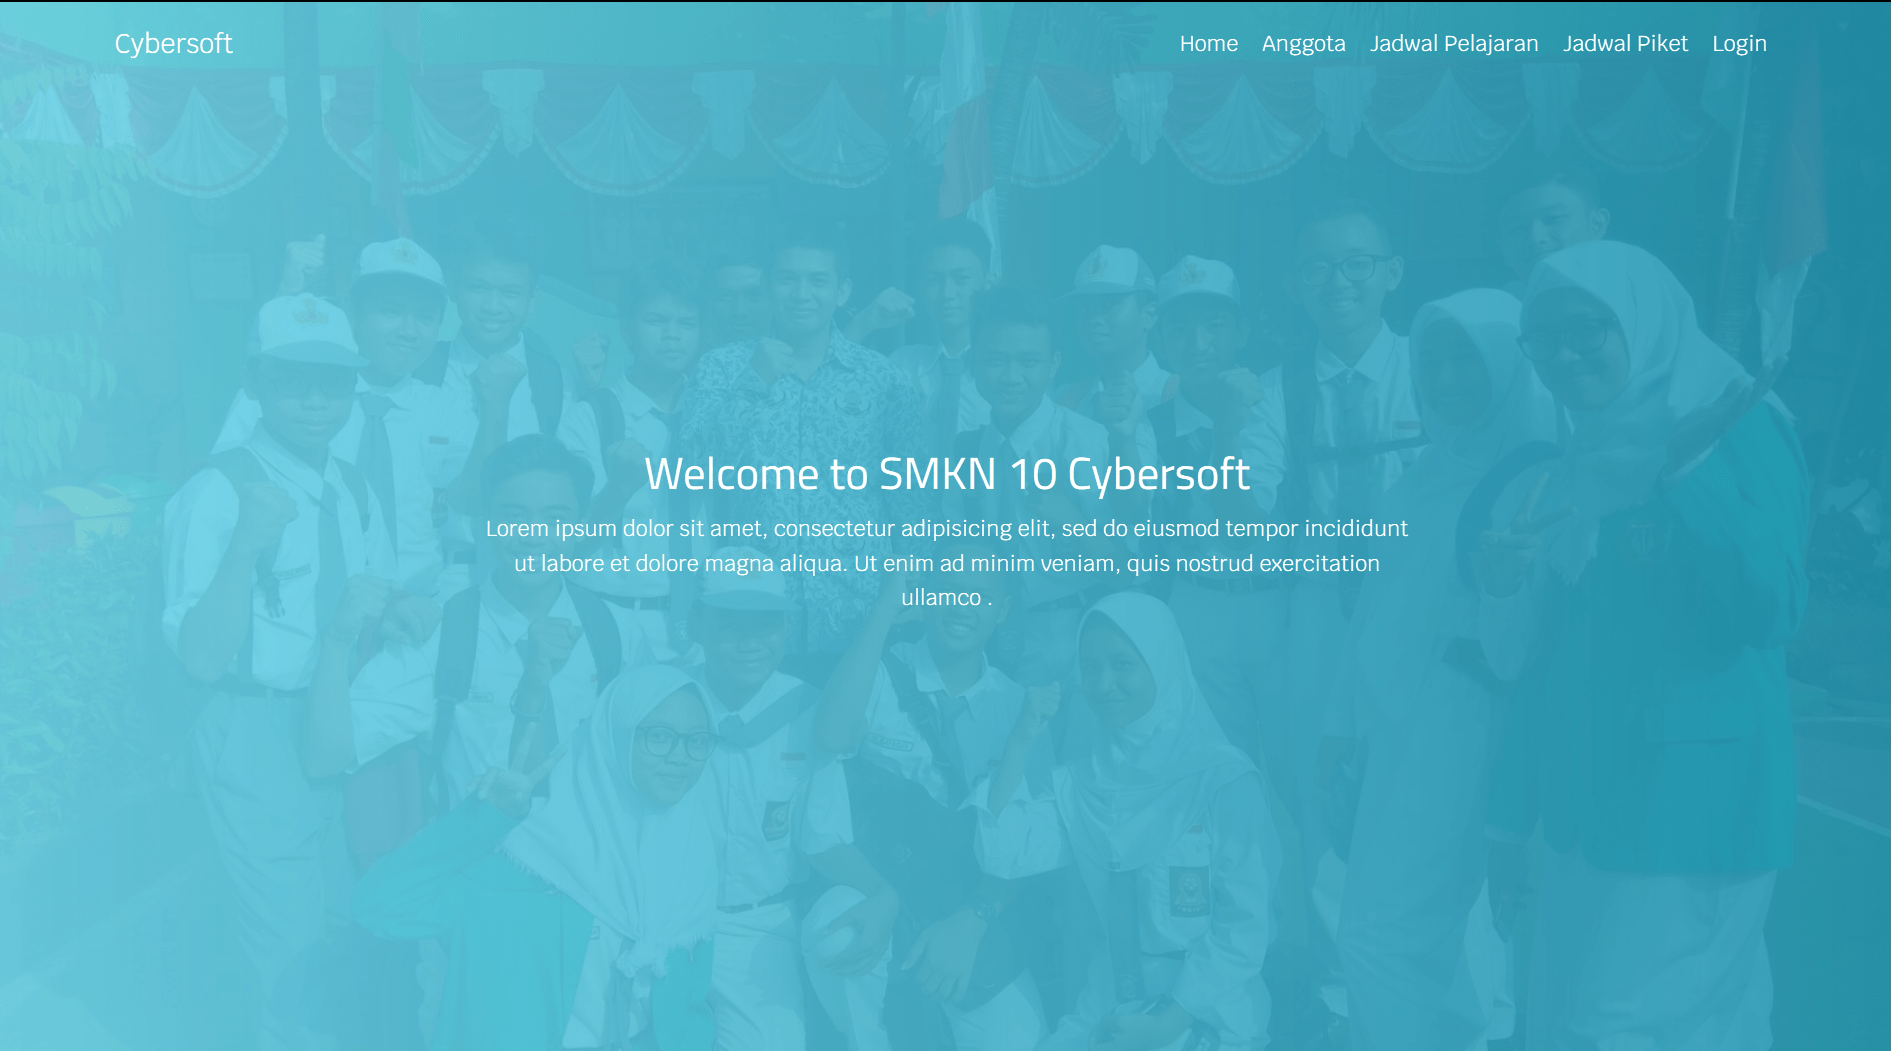 Cybersoft
Home Anggota Jadwal Pelajaran Jadwal Piket Login
Welcome to SMKN 10 Cybersoft
Lorem ipsum dolor sit amet, consectetur adipisicing elit, sed do eiusmod tempor incididunt
ut labore et dolore magna aliqua. Ut enim ad minim veniam, quis nostrud exercitation
ullamco .